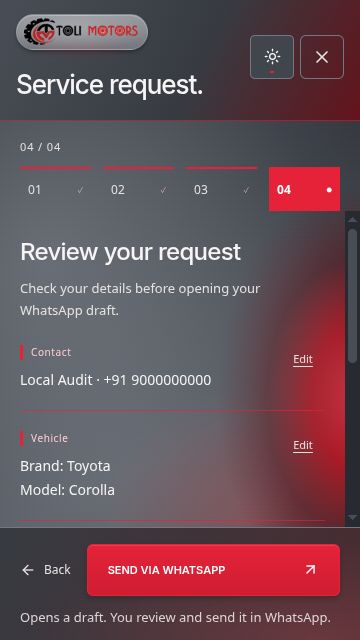 TOLI MOTORS
Service request.
04 / 04
01 ✓ 02 ✓ 03 ✓ 04
Review your request
Check your details before opening your
WhatsApp draft.
Contact
Edit
Local Audit · +91 9000000000
Vehicle
Edit
Brand: Toyota
Model: Corolla
← Back
SEND VIA WHATSAPP
Opens a draft. You review and send it in WhatsApp.